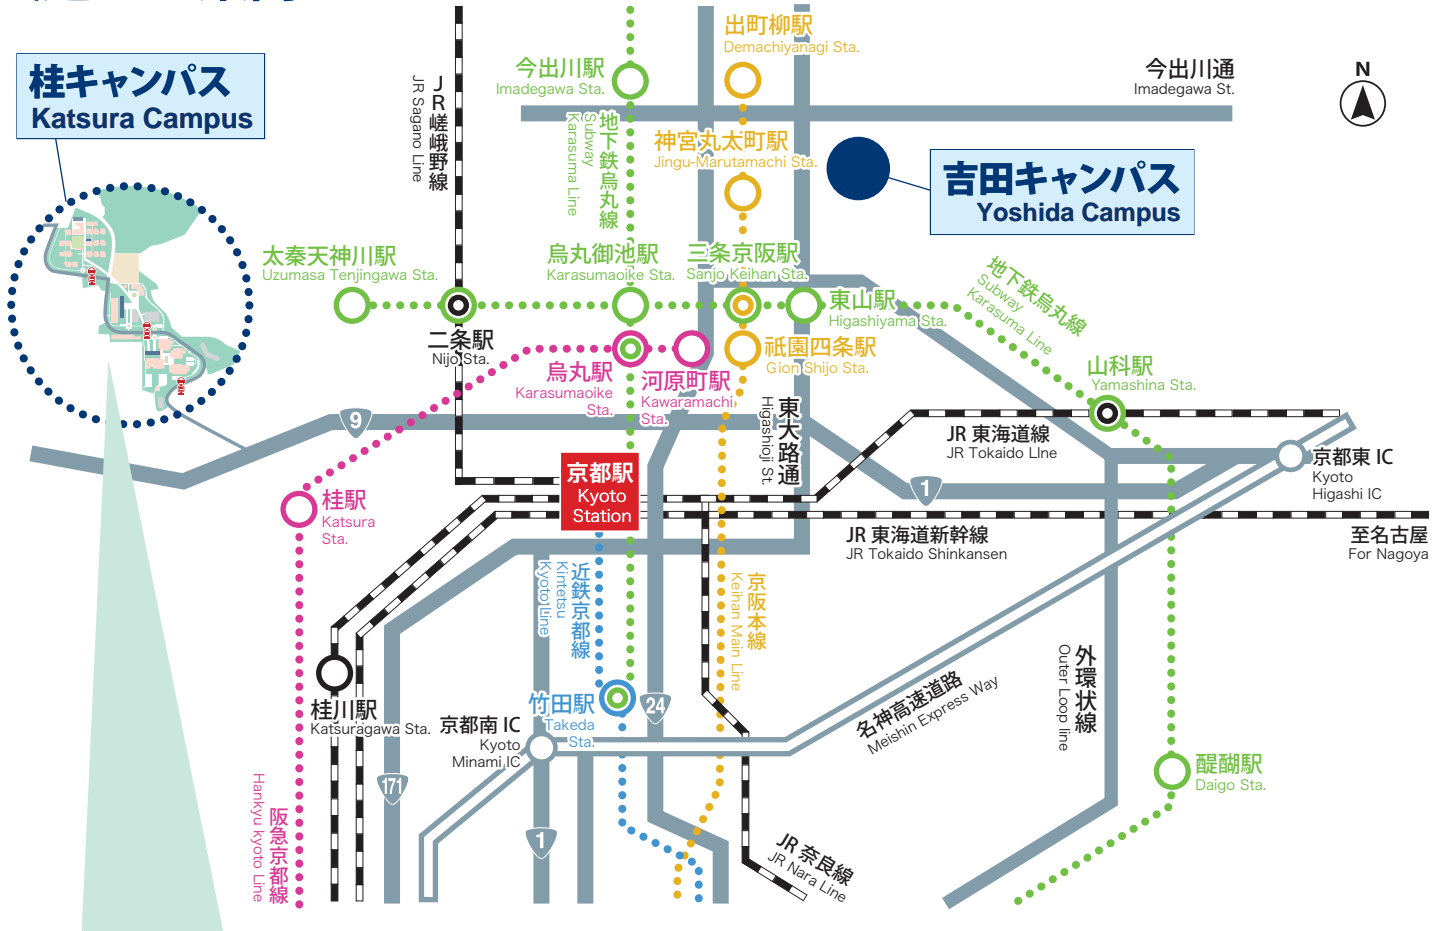 桂キャンパス
Katsura Campus
JR嵯峨野線
JR Sagano Line
今出川駅
Imadegawa Sta.
地下鉄烏丸線
Subway
Karasuma Line
出町柳駅
Demachiyanagi Sta.
今出川通
Imadegawa St.
N
神宮丸太町駅
Jingu-Marutamachi Sta.
吉田キャンパス
Yoshida Campus
太秦天神川駅
Uzumasa Tenjingawa Sta.
烏丸御池駅
Karasumaoike Sta.
三条京阪駅
Sanjo Keihan Sta.
東山駅
Higashiyama Sta.
地下鉄烏丸線
Subway
Karasuma Line
二条駅
Nijo Sta.
烏丸駅
Karasumaoike
Sta.
河原町駅
Kawaramachi
Sta.
祇園四条駅
Gion Shijo Sta.
山科駅
Yamashina Sta.
9
東大路通
Higashioji St.
JR 東海道線
JR Tokaido LIne
京都東 IC
Kyoto
Higashi IC
京都駅
Kyoto
Station
1
桂駅
Katsura
Sta.
JR 東海道新幹線
JR Tokaido Shinkansen
至名古屋
For Nagoya
近鉄京都線
Kintetsu
Kyoto Line
京阪本線
Keihan Main Line
外環状線
Outer Loop line
名神高速道路
Meishin Express Way
桂川駅
Katsuragawa Sta.
京都南 IC
Kyoto
Minami IC
竹田駅
Takeda
Sta.
24
醍醐駅
Daigo Sta.
171
1
阪急京都線
Hankyu kyoto Line
JR 奈良線
JR Nara Line